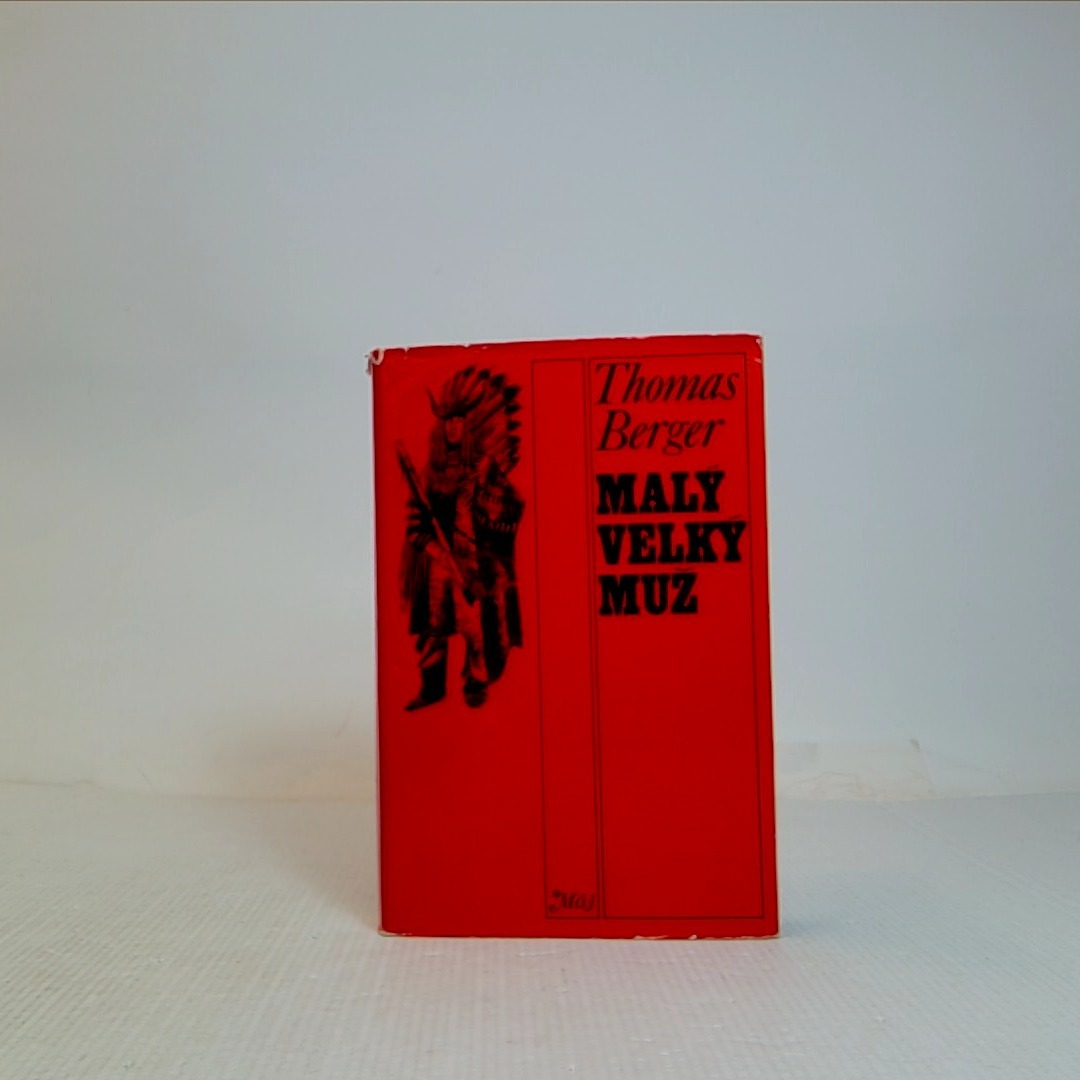 Thomas
Berger
MALÝ
VELKÝ
MUŽ
Máj